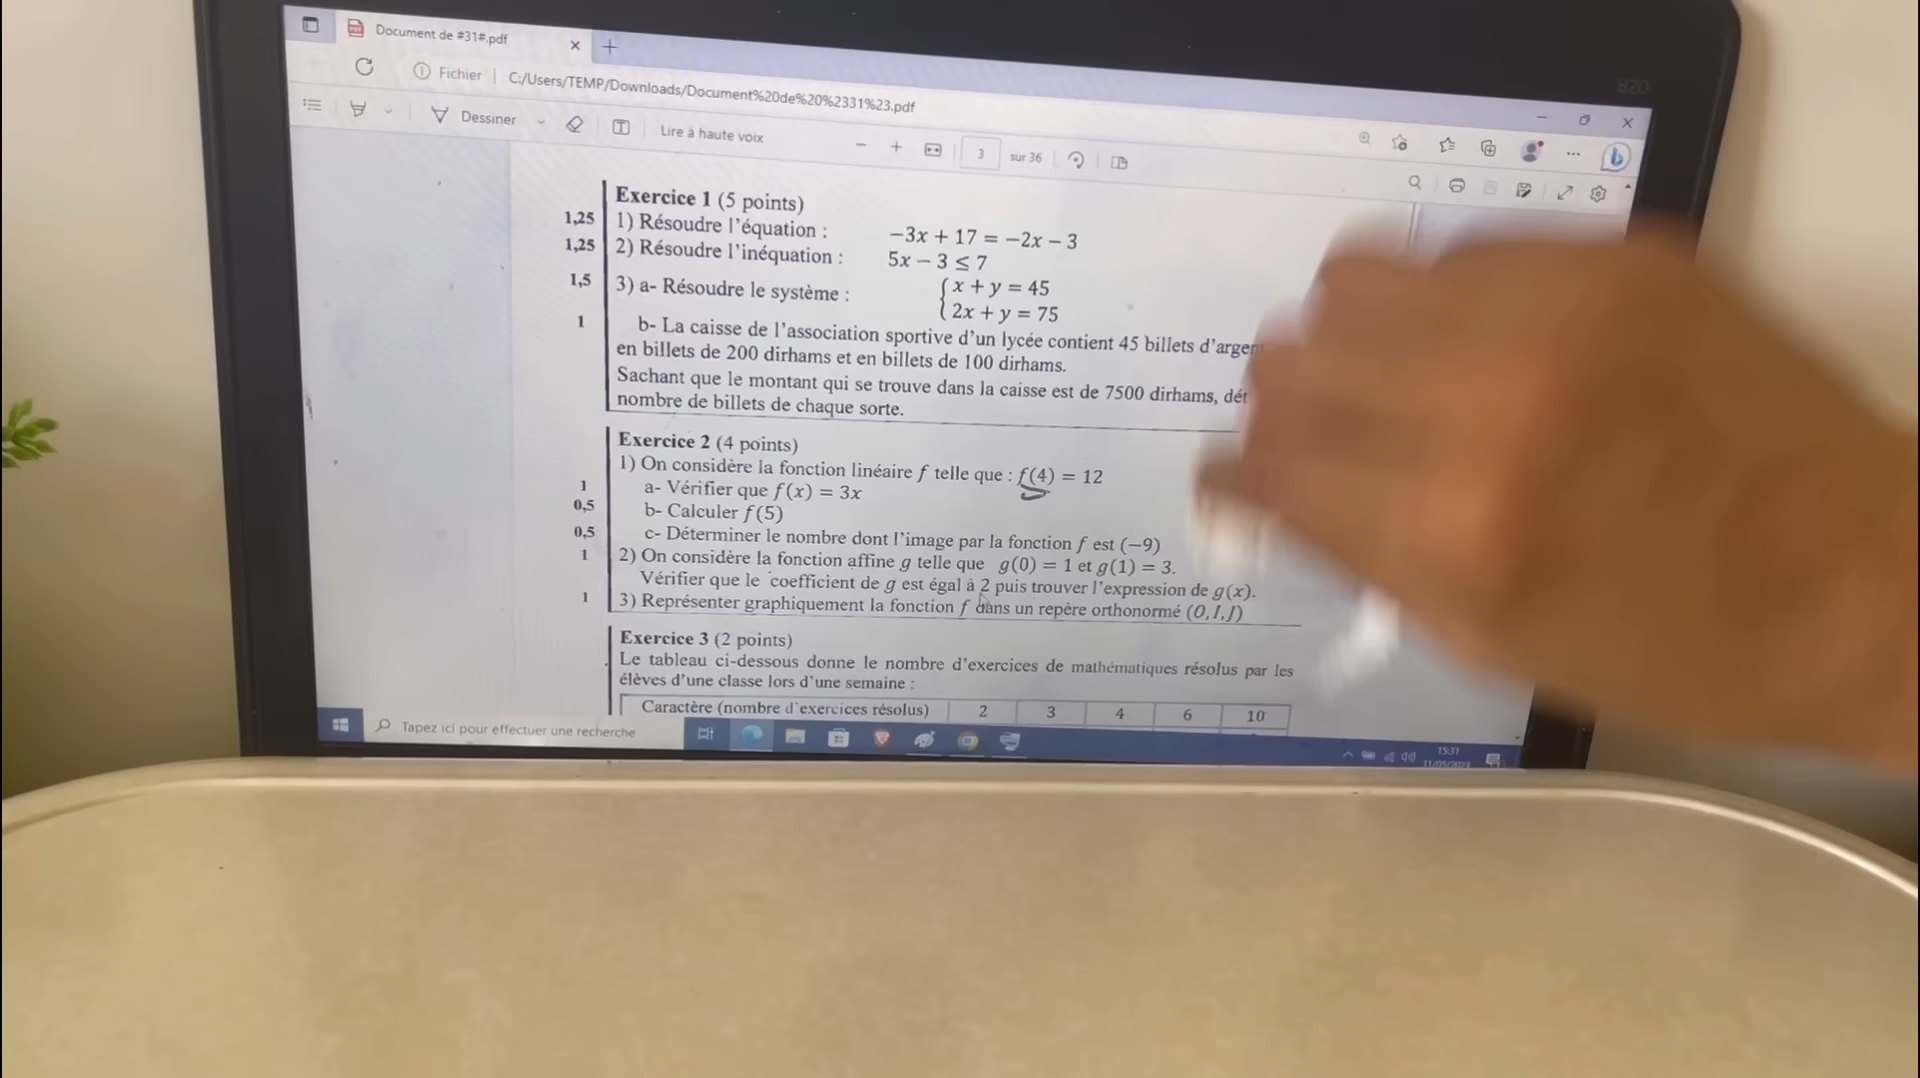 820
Document de #31#.pdf
Fichier | C:/Users/TEMP/Downloads/Document%20de%20%2331%23.pdf
Dessiner
Lire à haute voix
3 sur 36
Exercice 1 (5 points)
1,25 1) Résoudre l'équation : −3x + 17 = −2x − 3
1,25 2) Résoudre l'inéquation : 5x − 3 ≤ 7
1,5 3) a- Résoudre le système : { x + y = 45
2x + y = 75
1 b- La caisse de l'association sportive d'un lycée contient 45 billets
en billets de 200 dirhams et en billets de 100 dirhams.
Sachant que le montant qui se trouve dans la caisse est de 7500 dirhams,
nombre de billets de chaque sorte.
Exercice 2 (4 points)
1) On considère la fonction linéaire f telle que : f(4) = 12
1 a- Vérifier que f(x) = 3x
0,5 b- Calculer f(5)
0,5 c- Déterminer le nombre dont l'image par la fonction f est (−9)
1 2) On considère la fonction affine g telle que g(0) = 1 et g(1) = 3.
Vérifier que le coefficient de g est égal à 2 puis trouver l'expression de g(x).
1 3) Représenter graphiquement la fonction f dans un repère orthonormé (O,I,J)
Exercice 3 (2 points)
Le tableau ci-dessous donne le nombre d'exercices de mathématiques résolus par les
élèves d'une classe lors d'une semaine :
Caractère (nombre d'exercices résolus) 2 3 4 6 10
Tapez ici pour effectuer une recherche
15:31
11/05/2024